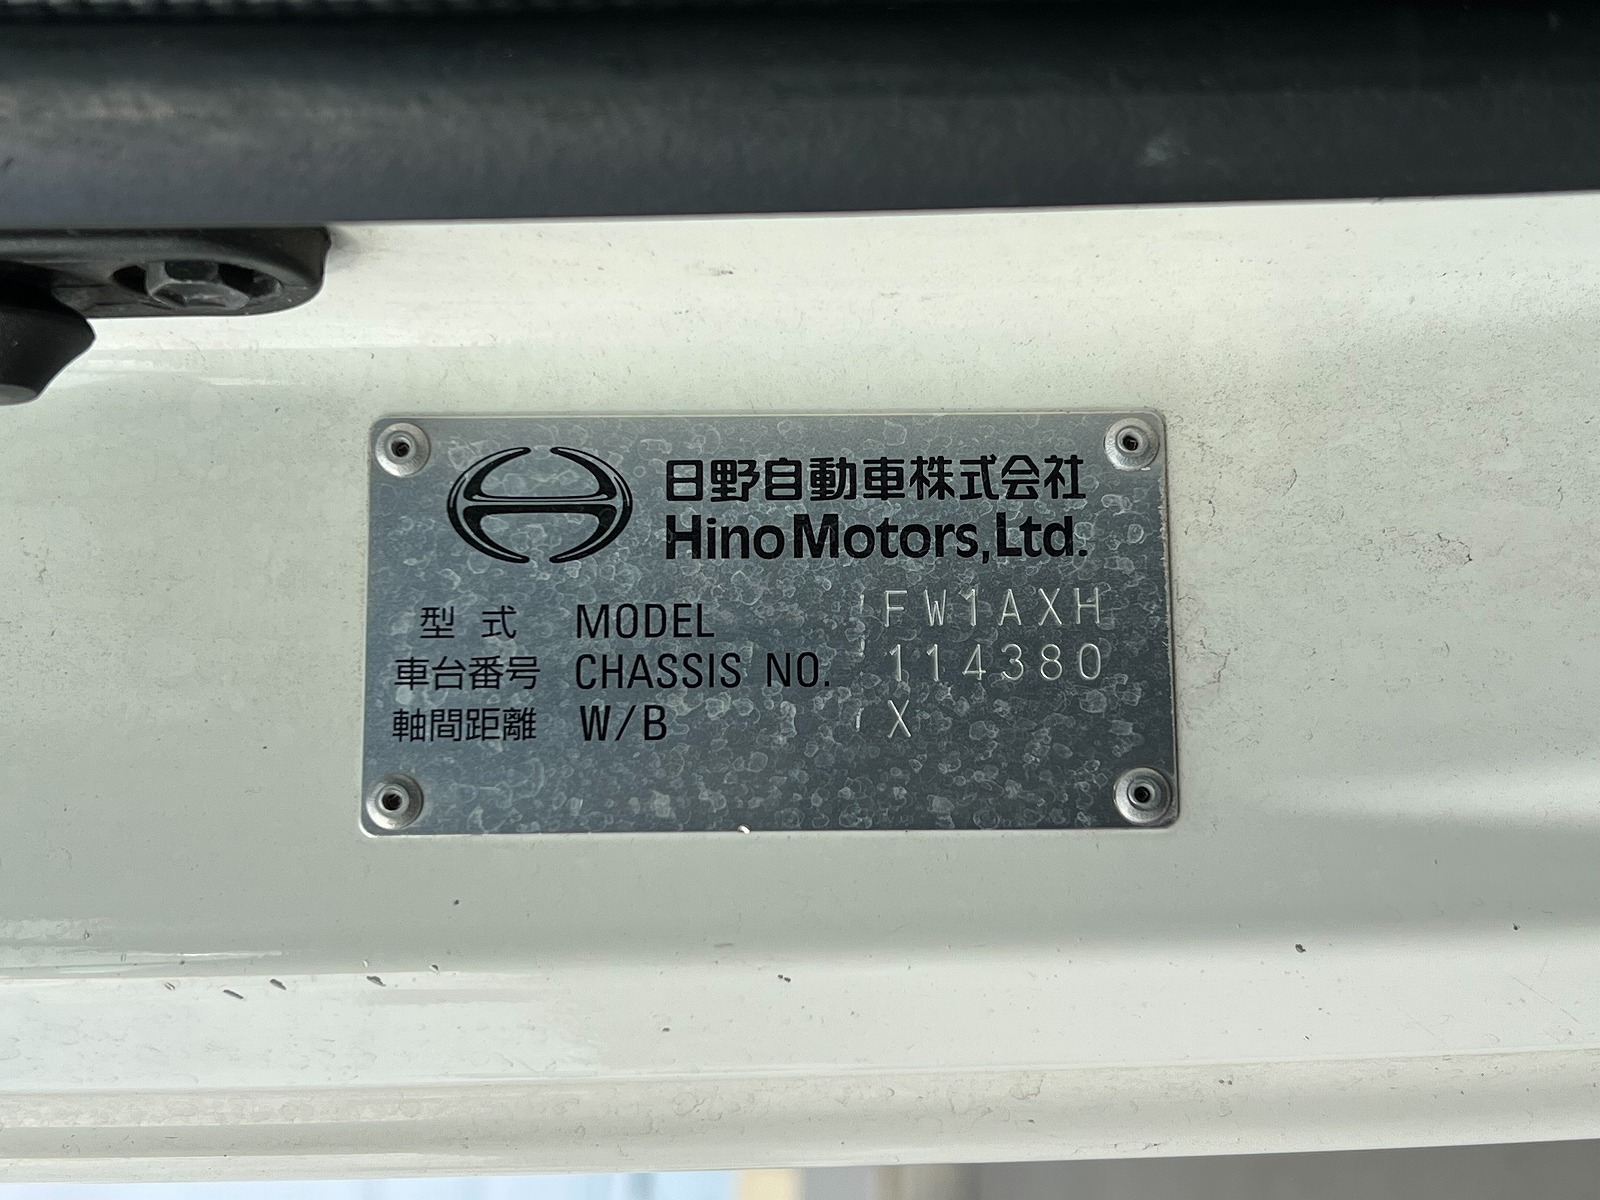 日野自動車株式会社
Hino Motors, Ltd.
型式 MODEL FW1AXH
車台番号 CHASSIS NO. 114380
軸間距離 W/B X